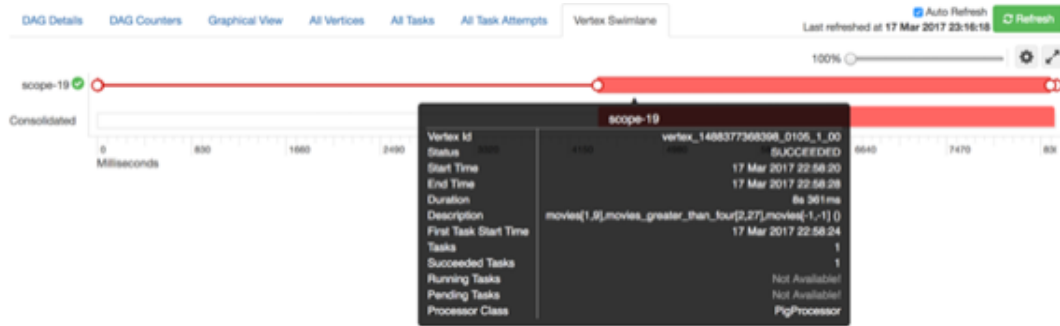 DAG Details DAG Counters Graphical View All Vertices All Tasks All Task Attempts Vertex Swimlane
Auto Refresh
Last refreshed at 17 Mar 2017 23:16:18
Refresh
100%
scope-19
Consolidated
scope-19
Vertex Id vertex_1488377368398_0105_1_00
Status SUCCEEDED
Start Time 17 Mar 2017 22:58:20
End Time 17 Mar 2017 22:58:28
Duration 8s 361ms
Description movies[1,9],movies_greater_than_four[2,27],movies[-1,-1] ()
First Task Start Time 17 Mar 2017 22:58:24
Tasks 1
Succeeded Tasks 1
Running Tasks Not Available!
Pending Tasks Not Available!
Processor Class PigProcessor
0 830 1660 2490 6640 7470
Milliseconds